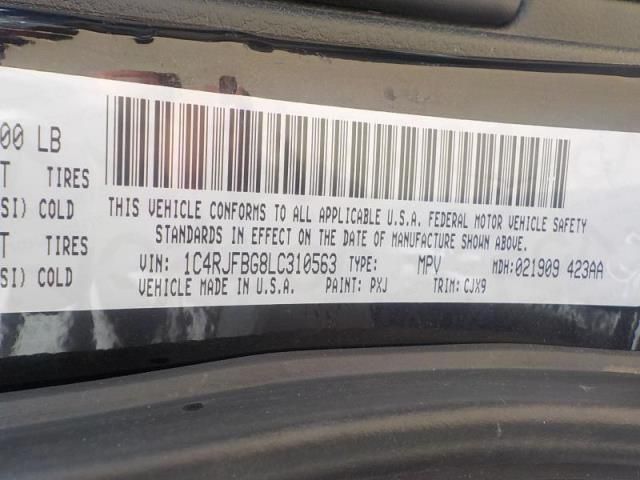 00 LB
T TIRES
SI) COLD
T TIRES
SI) COLD
THIS VEHICLE CONFORMS TO ALL APPLICABLE U.S.A. FEDERAL MOTOR VEHICLE SAFETY
STANDARDS IN EFFECT ON THE DATE OF MANUFACTURE SHOWN ABOVE.
VIN: 1C4RJFBG8LC310563 TYPE: MPV MDH:021909 423AA
VEHICLE MADE IN U.S.A. PAINT: PXJ TRIM: CJX9